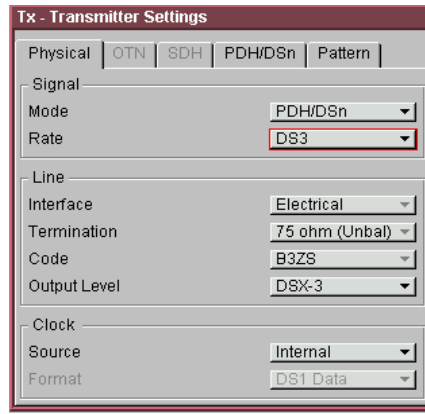 Tx - Transmitter Settings
Physical OTN SDH PDH/DSn Pattern
Signal
Mode PDH/DSn
Rate DS3
Line
Interface Electrical
Termination 75 ohm (Unbal)
Code B3ZS
Output Level DSX-3
Clock
Source Internal
Format DS1 Data